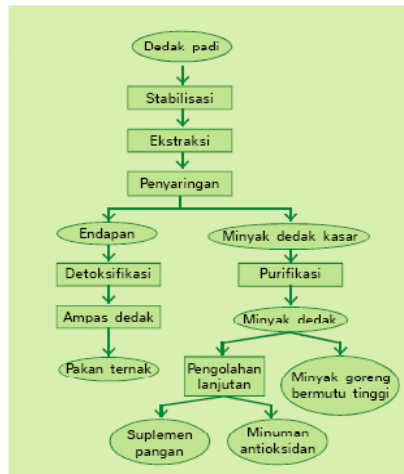 Dedak padi
Stabilisasi
Ekstraksi
Penyaringan
Endapan
Minyak dedak kasar
Detoksifikasi
Purifikasi
Ampas dedak
Minyak dedak
Pakan ternak
Pengolahan
lanjutan
Minyak goreng
bermutu tinggi
Suplemen
pangan
Minuman
antioksidan